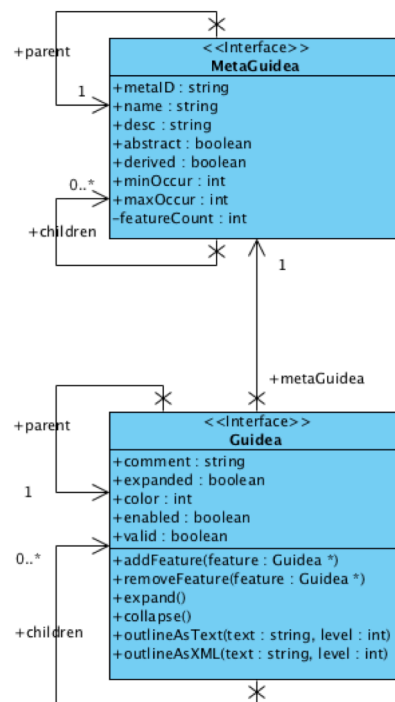 +parent
<<Interface>>
MetaGuidea
1
+metaID : string
+name : string
+desc : string
+abstract : boolean
+derived : boolean
0..*
+minOccur : int
+maxOccur : int
-featureCount : int
+children
1
+metaGuidea
+parent
<<Interface>>
Guidea
1
+comment : string
+expanded : boolean
+color : int
+enabled : boolean
+valid : boolean
0..*
+addFeature(feature : Guidea *)
+removeFeature(feature : Guidea *)
+expand()
+collapse()
+outlineAsText(text : string, level : int)
+outlineAsXML(text : string, level : int)
+children